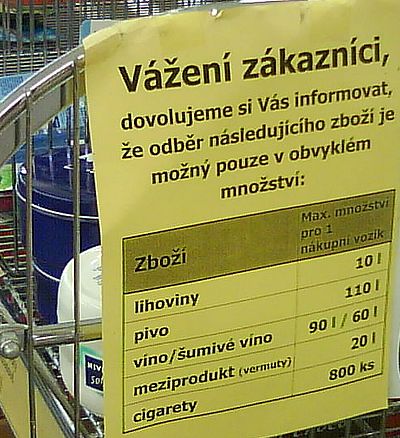 Vážení zákazníci,
dovolujeme si Vás informovat,
že odběr následujícího zboží je
možný pouze v obvyklém
množství:
Zboží
Max. množství
pro 1
nákupní vozík
lihoviny 10 l
pivo 110 l
víno/šumivé víno 90 l / 60 l
meziprodukt (vermuty) 20 l
cigarety 800 ks